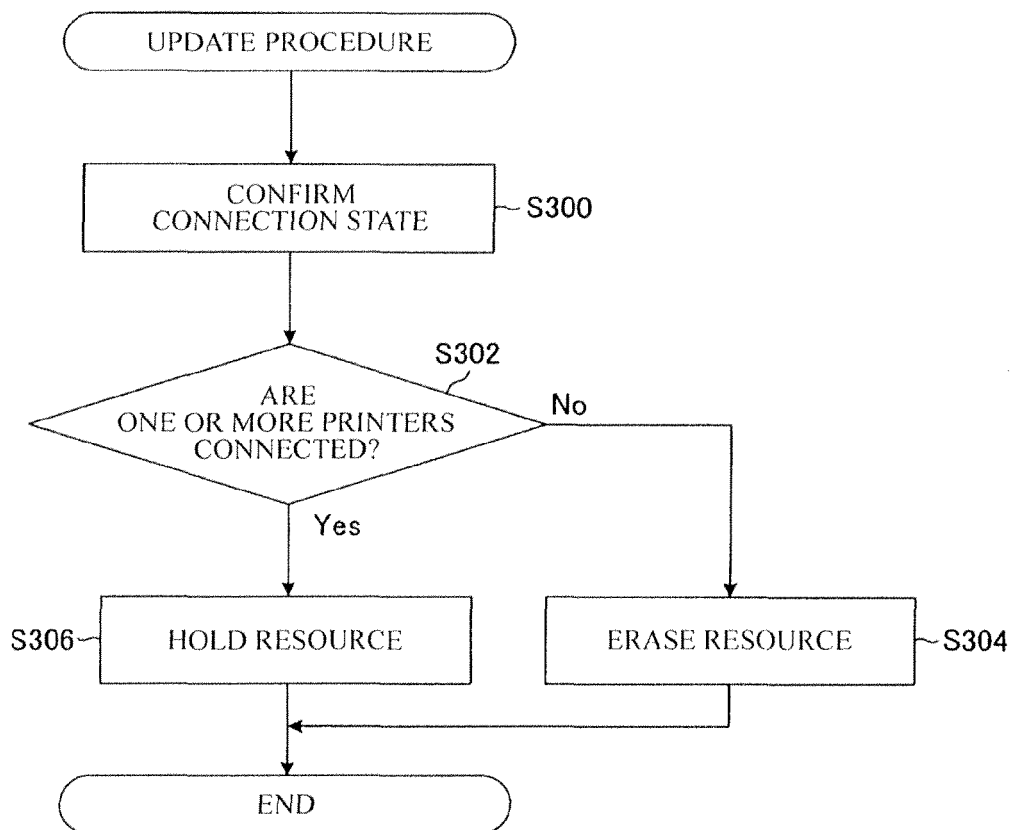 UPDATE PROCEDURE
CONFIRM
CONNECTION STATE
S300
S302
ARE
ONE OR MORE PRINTERS
CONNECTED?
No
Yes
S306
HOLD RESOURCE
ERASE RESOURCE
S304
END